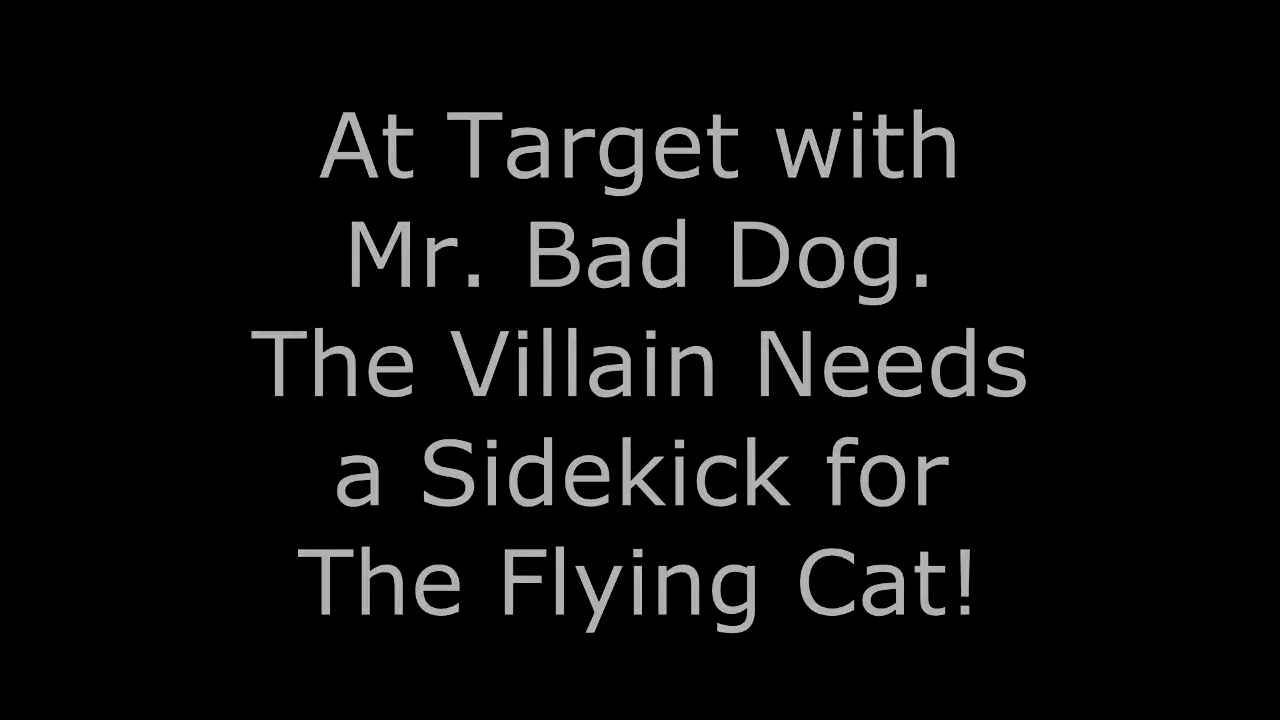 At Target with
Mr. Bad Dog.
The Villain Needs
a Sidekick for
The Flying Cat!